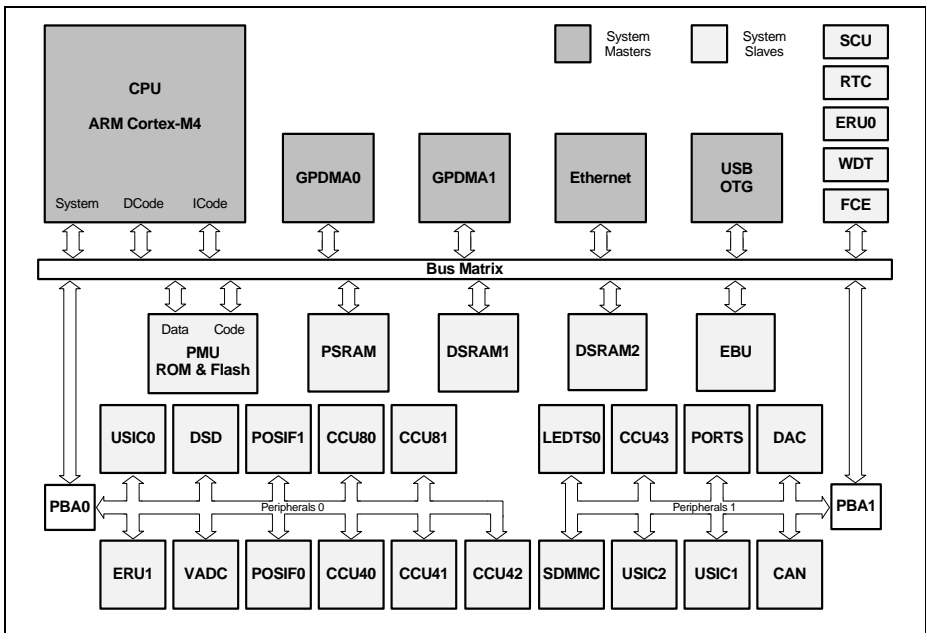 System
Masters
System
Slaves
SCU
RTC
ERU0
WDT
FCE
CPU
ARM Cortex-M4
System DCode ICode
GPDMA0
GPDMA1
Ethernet
USB
OTG
Bus Matrix
Data Code
PMU
ROM & Flash
PSRAM
DSRAM1
DSRAM2
EBU
USIC0
DSD
POSIF1
CCU80
CCU81
LEDTS0
CCU43
PORTS
DAC
PBA0
Peripherals 0
Peripherals 1
PBA1
ERU1
VADC
POSIF0
CCU40
CCU41
CCU42
SDMMC
USIC2
USIC1
CAN